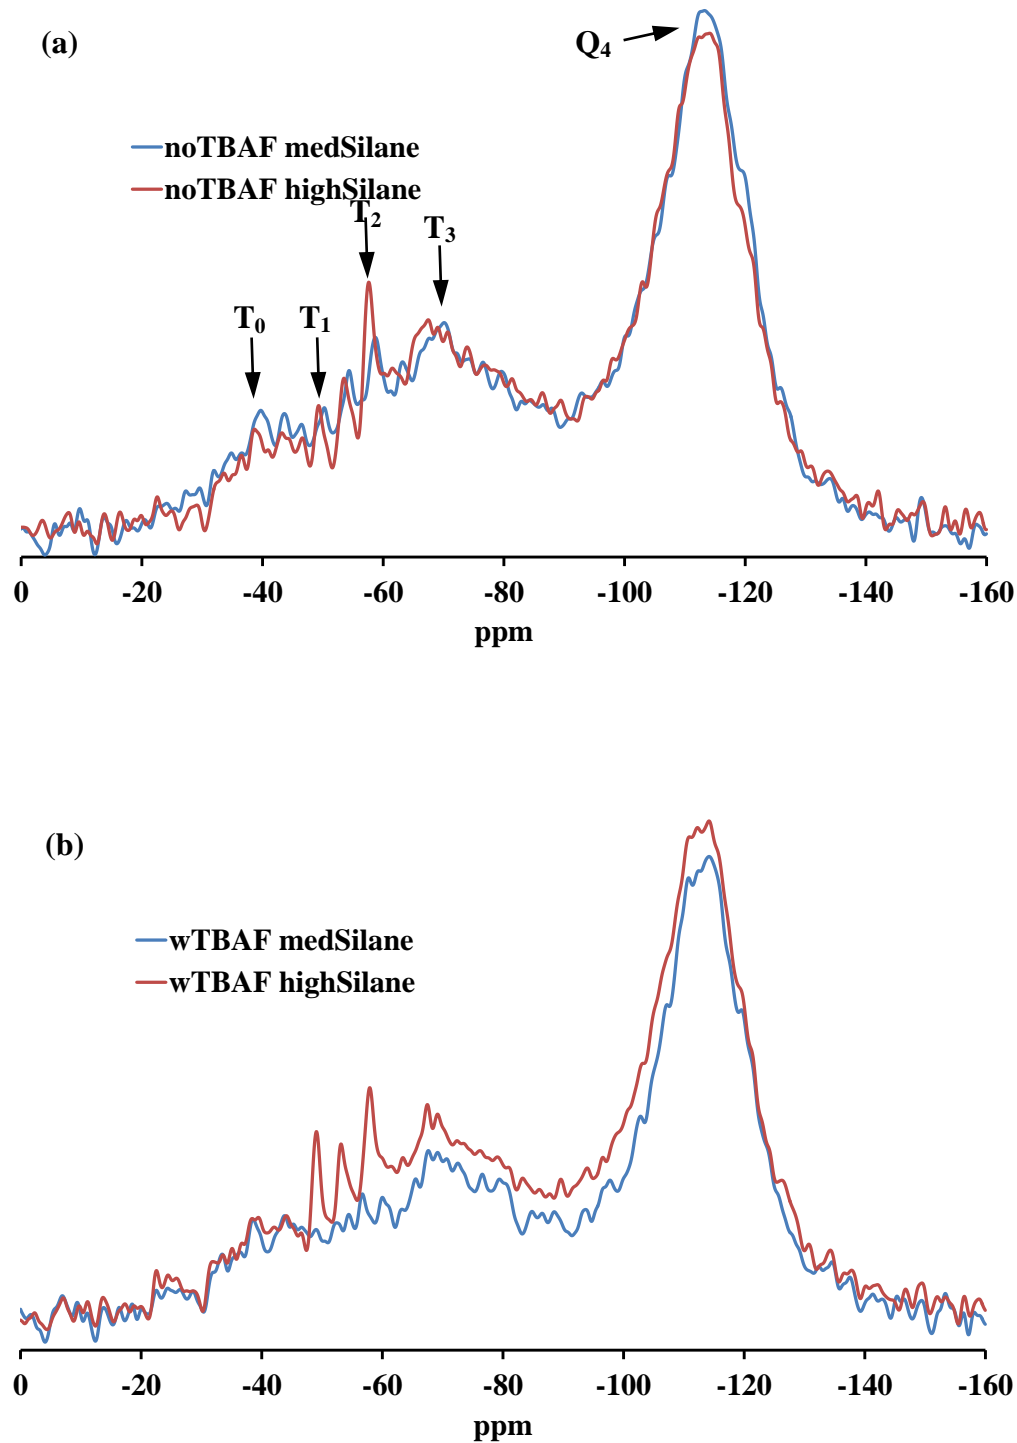 (a)
Q4
noTBAF medSilane
noTBAF highSilane
T2
T3
T0
T1
0 -20 -40 -60 -80 -100 -120 -140 -160
ppm
(b)
wTBAF medSilane
wTBAF highSilane
0 -20 -40 -60 -80 -100 -120 -140 -160
ppm